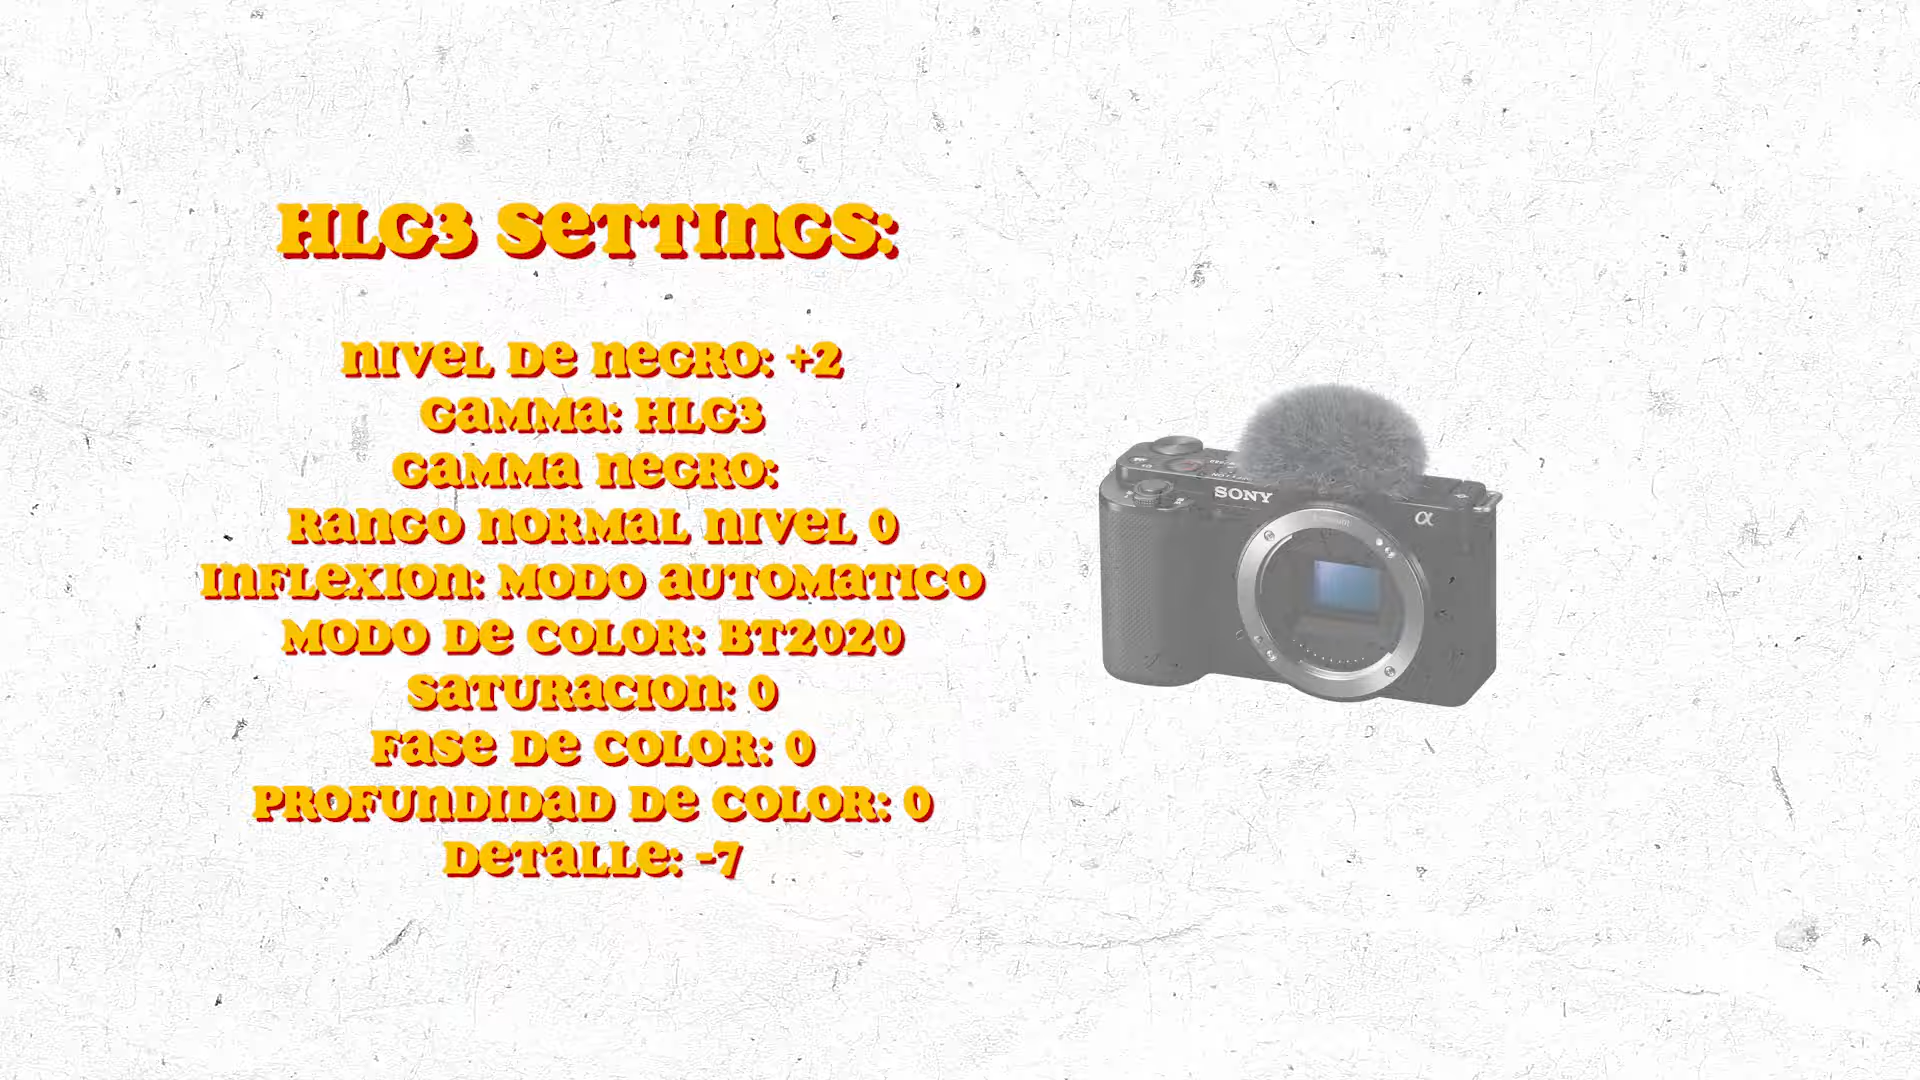 HLG3 SETTINGS:
NIVEL DE NEGRO: +2
GAMMA: HLG3
GAMMA NEGRO:
RANGO NORMAL NIVEL 0
INFLEXION: MODO AUTOMATICO
MODO DE COLOR: BT2020
SATURACION: 0
FASE DE COLOR: 0
PROFUNDIDAD DE COLOR: 0
DETALLE: -7
SONY
α